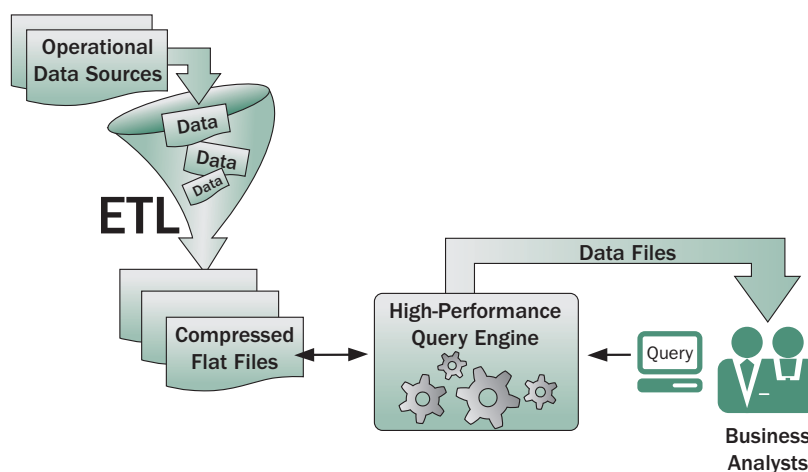 Operational
Data Sources
Data
Data
Data
ETL
Compressed
Flat Files
High-Performance
Query Engine
Data Files
Query
Business
Analysts